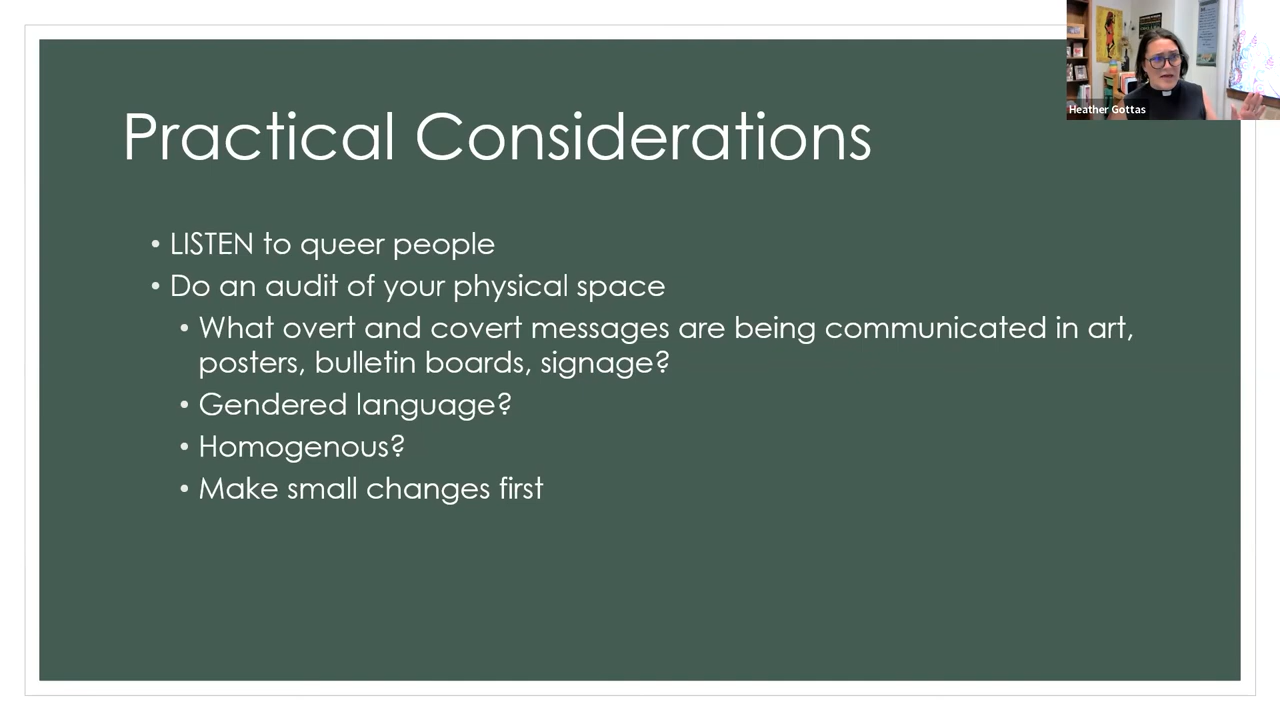 Heather Gottas
Practical Considerations
• LISTEN to queer people
• Do an audit of your physical space
• What overt and covert messages are being communicated in art,
posters, bulletin boards, signage?
• Gendered language?
• Homogenous?
• Make small changes first